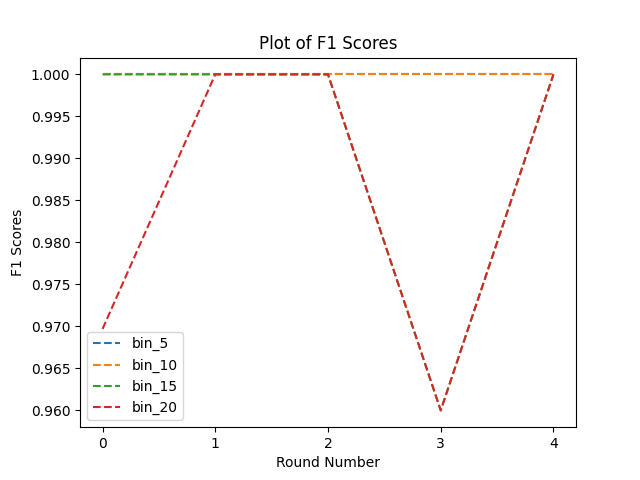 Plot of F1 Scores
F1 Scores
1.000
0.995
0.990
0.985
0.980
0.975
0.970
0.965
0.960
bin_5
bin_10
bin_15
bin_20
0 1 2 3 4
Round Number